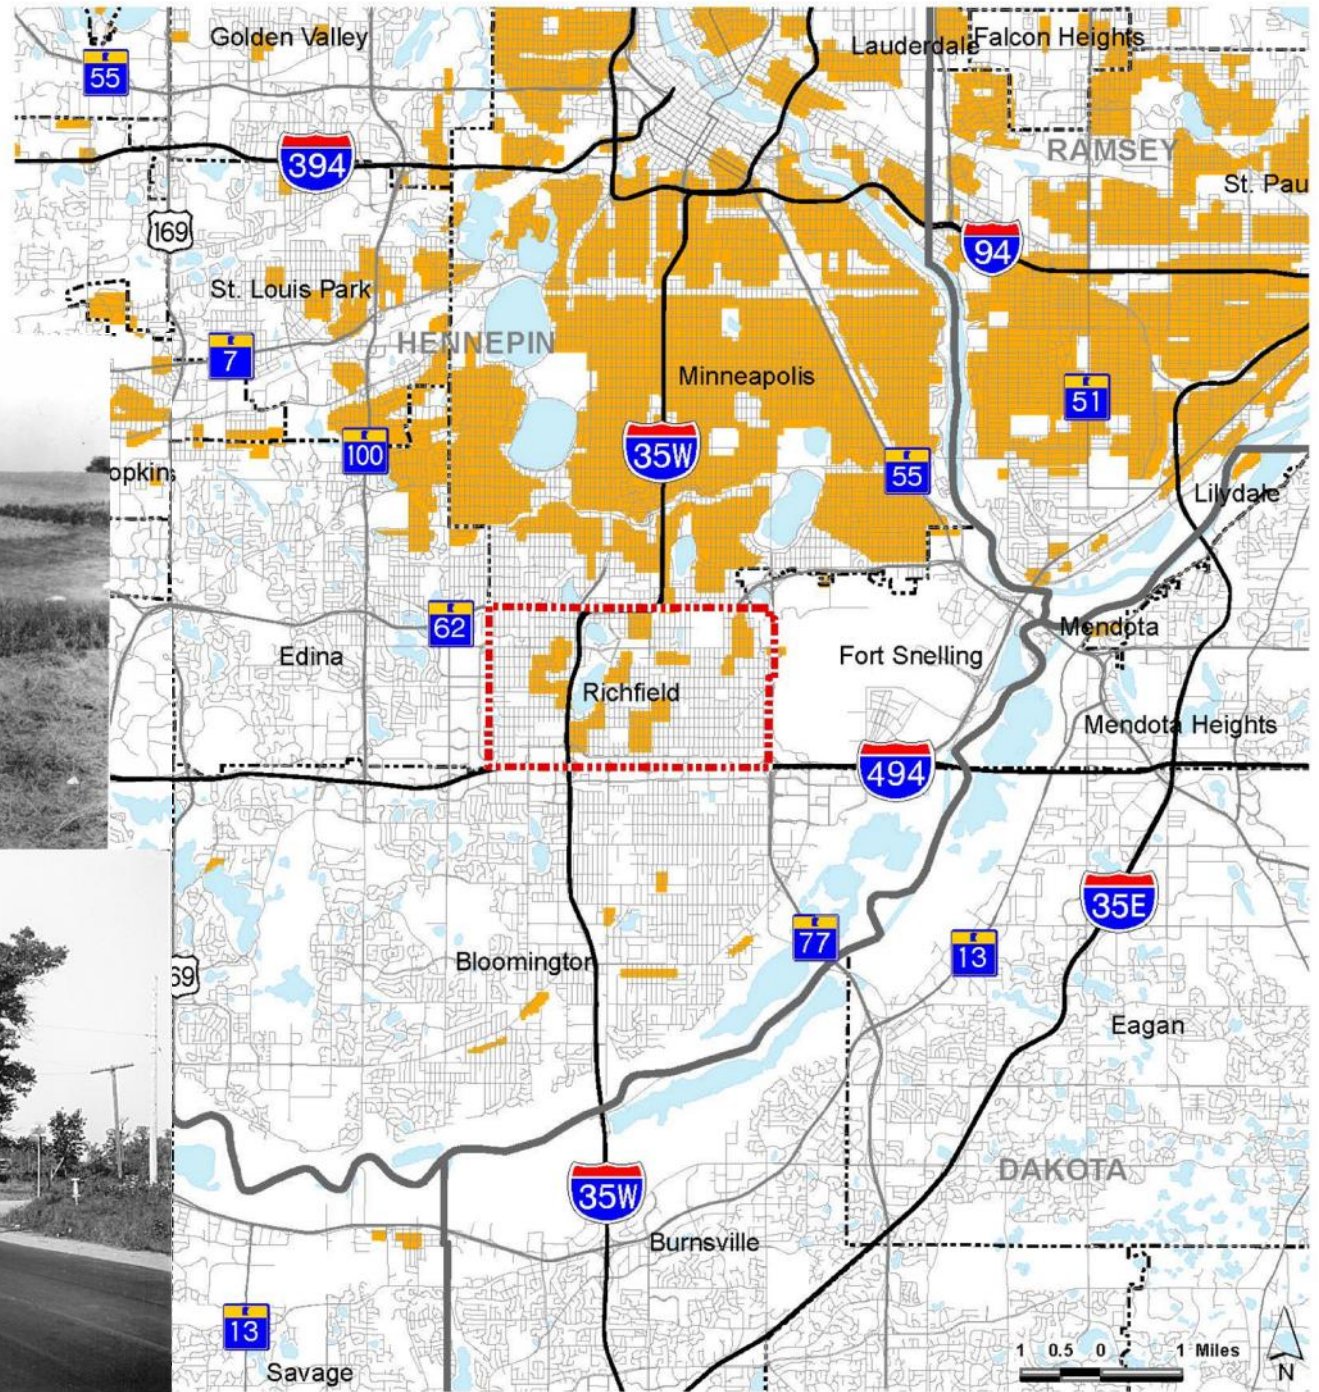 Golden Valley
Lauderdale
Falcon Heights
55
394
RAMSEY
St. Pau
169
94
St. Louis Park
HENNEPIN
7
Minneapolis
51
100
35W
55
opkins
Lilydale
62
Mendota
Edina
Fort Snelling
Richfield
Mendota Heights
494
35E
77
13
Bloomington
69
Eagan
DAKOTA
35W
Burnsville
13
Savage
1 0.5 0 1 Miles
N